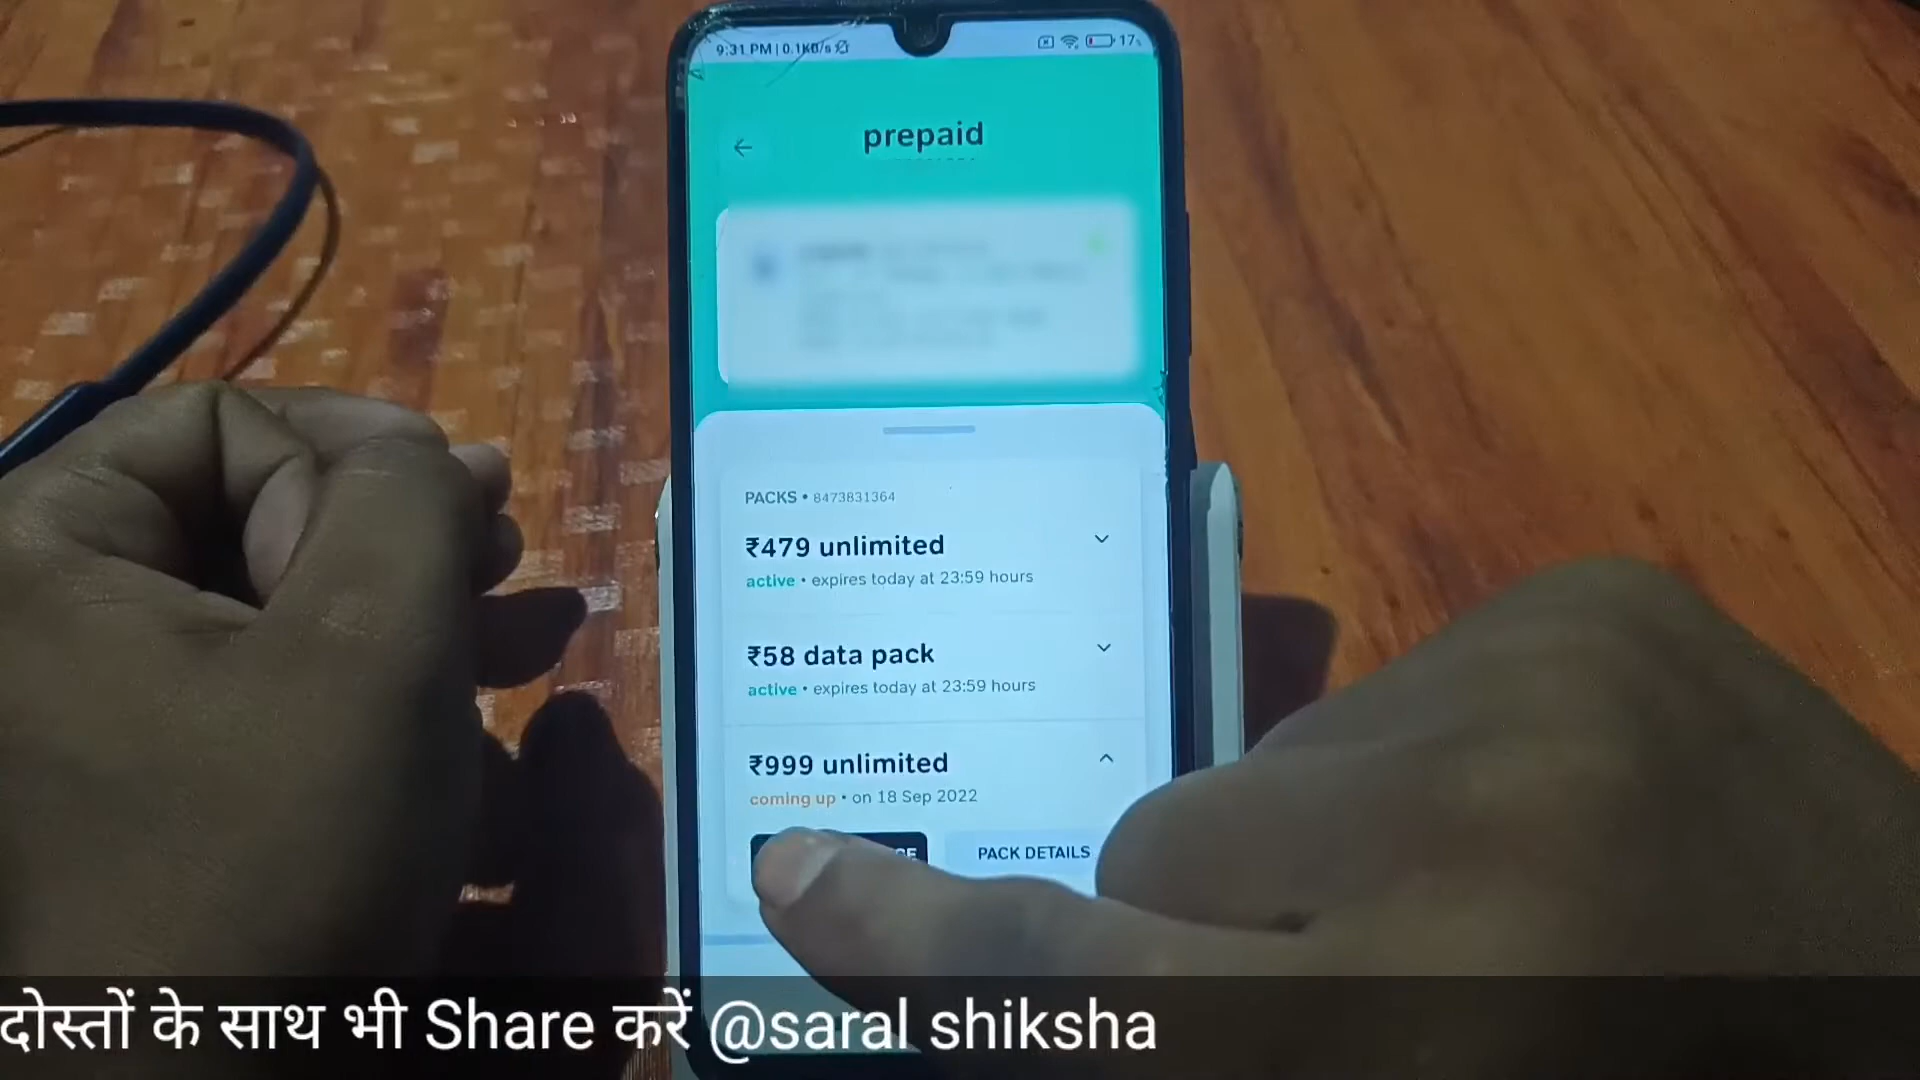 9:31 PM | 0.1KB/s
17%
prepaid
PACKS • 8473831364
₹479 unlimited
active • expires today at 23:59 hours
₹58 data pack
active • expires today at 23:59 hours
₹999 unlimited
coming up • on 18 Sep 2022
PACK DETAILS
दोस्तों के साथ भी Share करें @saral shiksha